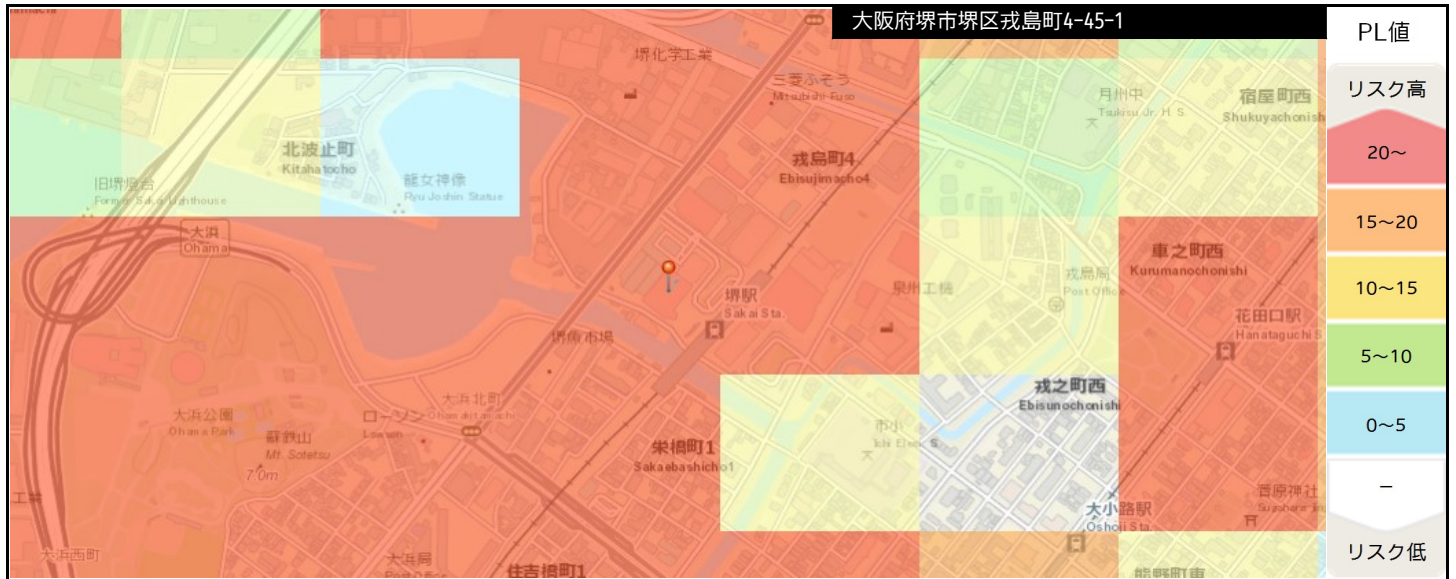 大阪府堺市堺区戎島町4-45-1
PL値
リスク高
20～
15～20
10～15
5～10
0～5
－
リスク低
堺化学工業
三菱ふそう
Mitsubishi Fuso
月州中
Tsukisu Jr. H. S.
宿屋町西
Shukuyachonish
北波止町
Kitahatocho
戎島町4
Ebisujimacho4
旧堺燈台
Former Sakai Lighthouse
龍女神像
Ryu Joshin Statue
大浜
Ohama
車之町西
Kurumanochonishi
戎島局
Post Office
泉州工機
堺駅
Sakai Sta.
花田口駅
Hanataguchi S
堺魚市場
戎之町西
Ebisunochonishi
大浜北町
Ohamakitamachi
大浜公園
Ohama Park
蘇鉄山
Mt. Sotetsu
7.0m
ローソン
Lawson
市小
Ichi Elem. S.
栄橋町1
Sakaebashicho1
工業
菅原神社
Sugahara Jin
大小路駅
Oshoji Sta.
大浜西町
大浜局
Post Office
住吉橋町1
熊野町東